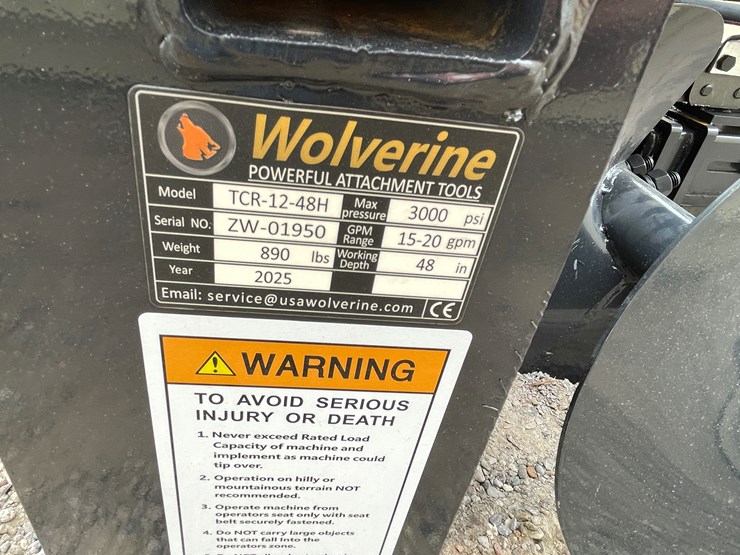 Wolverine
POWERFUL ATTACHMENT TOOLS
Model TCR-12-48H Max pressure 3000 psi
Serial NO. ZW-01950 GPM Range 15-20 gpm
Weight 890 lbs Working Depth 48 in
Year 2025
Email: service@usawolverine.com CE
WARNING
TO AVOID SERIOUS
INJURY OR DEATH
1. Never exceed Rated Load
Capacity of machine and
implement as machine could
tip over.
2. Operation on hilly or
mountainous terrain NOT
recommended.
3. Operate machine from
operators seat only with seat
belt securely fastened.
4. Do NOT carry large objects
that can fall into the
operators zone.